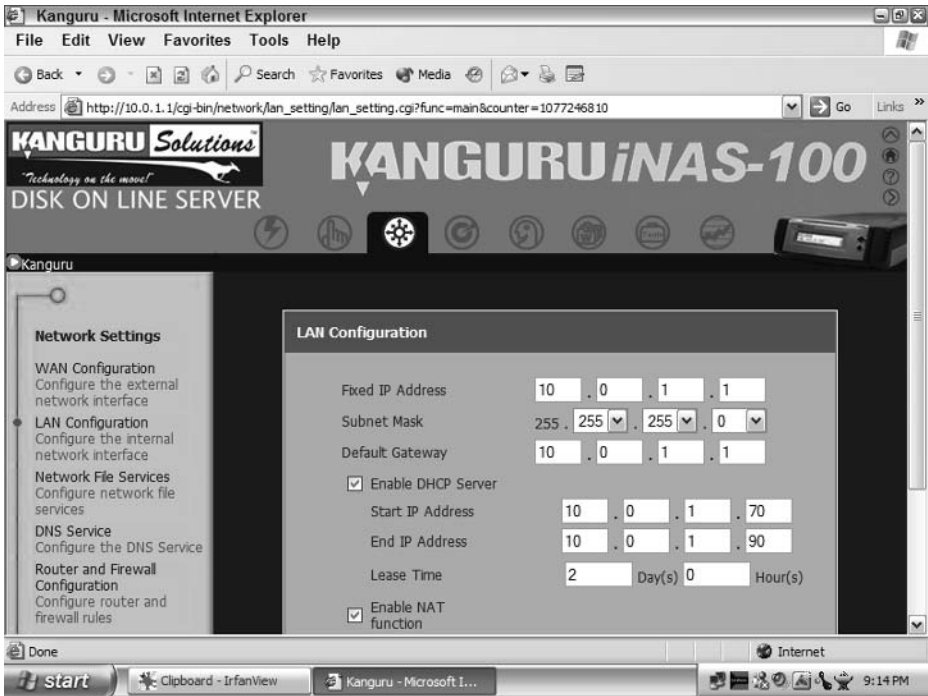 Kanguru - Microsoft Internet Explorer
File Edit View Favorites Tools Help
Back Search Favorites Media
Address http://10.0.1.1/cgi-bin/network/lan_setting/lan_setting.cgi?func=main&counter=1077246810 Go Links »
KANGURU Solutions
"Technology on the move!"
DISK ON LINE SERVER
KANGURU iNAS-100
Kanguru
Network Settings
WAN Configuration
Configure the external
network interface
LAN Configuration
Configure the internal
network interface
Network File Services
Configure network file
services
DNS Service
Configure the DNS Service
Router and Firewall
Configuration
Configure router and
firewall rules
LAN Configuration
Fixed IP Address 10 . 0 . 1 . 1
Subnet Mask 255 . 255 . 255 . 0
Default Gateway 10 . 0 . 1 . 1
Enable DHCP Server
Start IP Address 10 . 0 . 1 . 70
End IP Address 10 . 0 . 1 . 90
Lease Time 2 Day(s) 0 Hour(s)
Enable NAT
function
Done Internet
start Clipboard - IrfanView Kanguru - Microsoft I... 9:14 PM